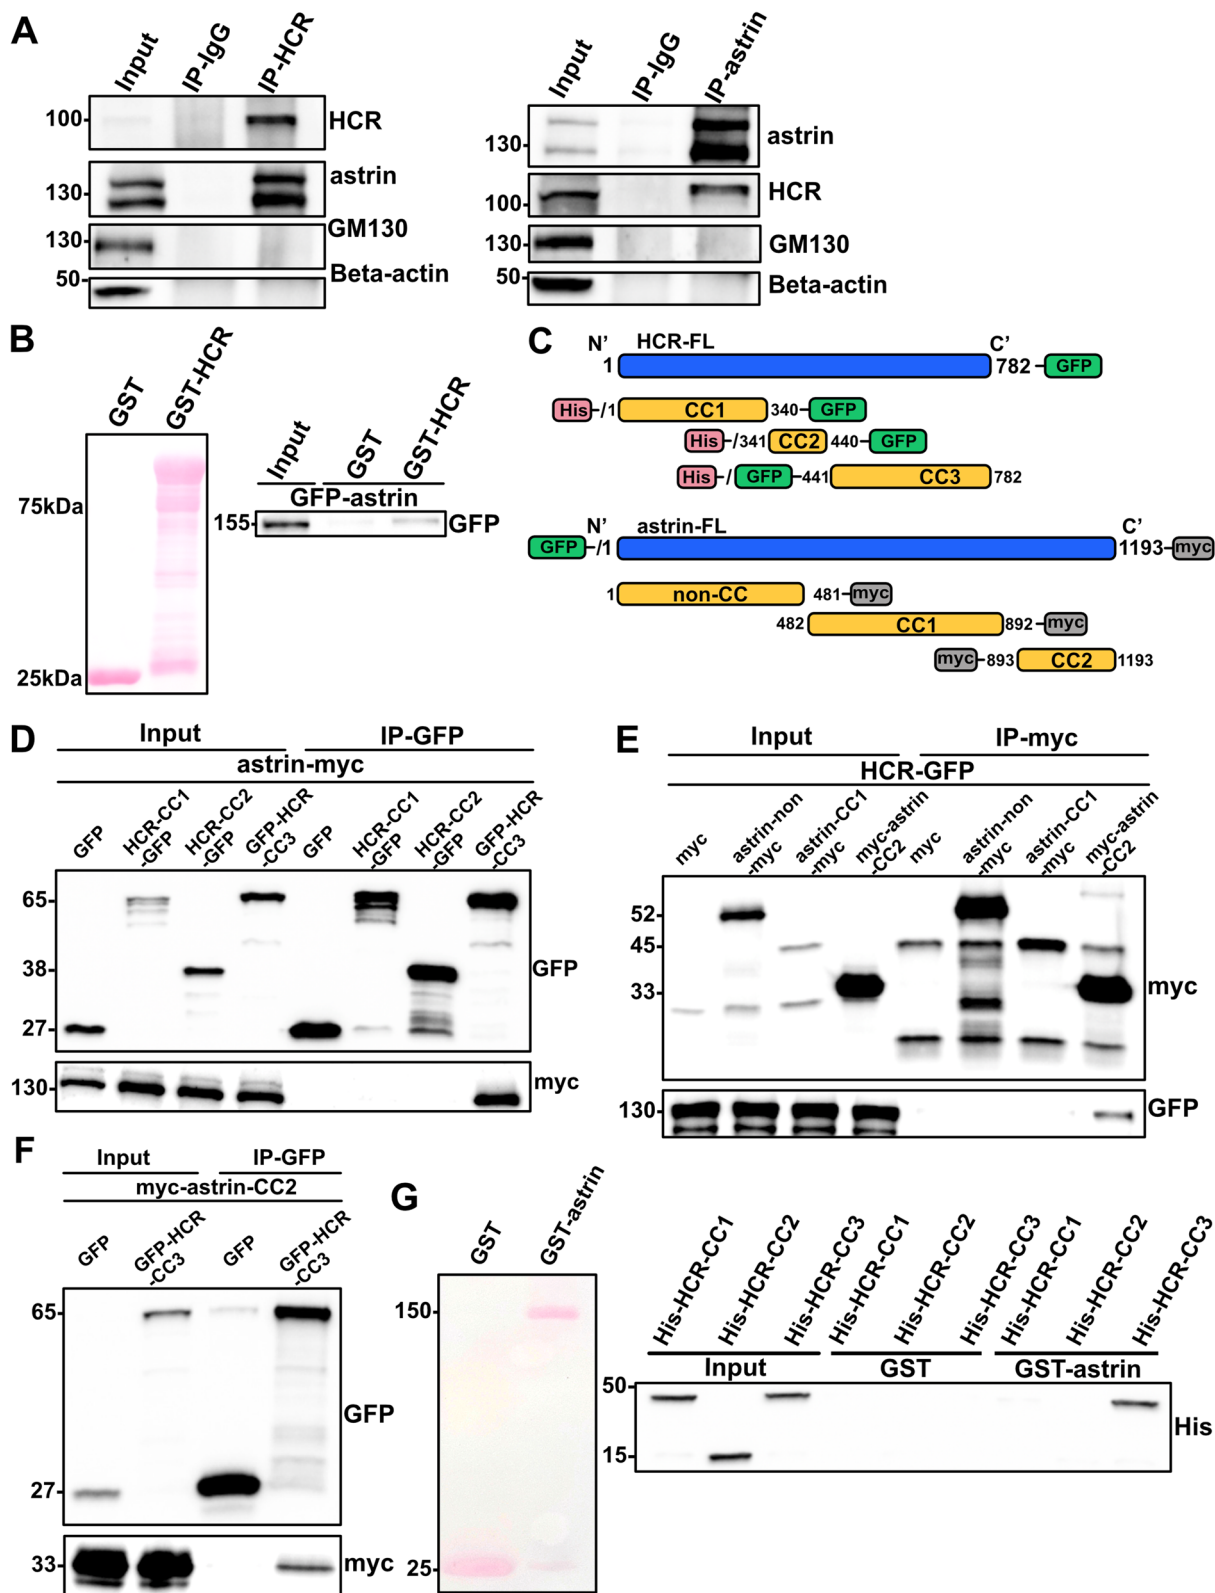 A
Input
IP-IgG
IP-HCR
100
HCR
130
astrin
130
GM130
50
Beta-actin
Input
IP-IgG
IP-astrin
130
astrin
100
HCR
130
GM130
50
Beta-actin
B
GST
GST-HCR
75kDa
25kDa
Input
GST
GST-HCR
GFP-astrin
155
GFP
C
N’ HCR-FL C’
1 782 GFP
His /1 CC1 340 GFP
His /341 CC2 440 GFP
His / GFP 441 CC3 782
N’ astrin-FL C’
GFP /1 1193 myc
1 non-CC 481 myc
482 CC1 892 myc
myc 893 CC2 1193
D
Input IP-GFP
astrin-myc
GFP
HCR-CC1
-GFP
HCR-CC2
-GFP
GFP-HCR
-CC3
GFP
HCR-CC1
-GFP
HCR-CC2
-GFP
GFP-HCR
-CC3
65
38
27
GFP
130
myc
E
Input IP-myc
HCR-GFP
myc
astrin-non
-myc
astrin-CC1
-myc
myc-astrin
-CC2
myc
astrin-non
-myc
astrin-CC1
-myc
myc-astrin
-CC2
52
45
33
myc
130
GFP
F
Input IP-GFP
myc-astrin-CC2
GFP
GFP-HCR
-CC3
GFP
GFP-HCR
-CC3
65
GFP
27
33
myc
G
GST
GST-astrin
150
25
His-HCR-CC1
His-HCR-CC2
His-HCR-CC3
His-HCR-CC1
His-HCR-CC2
His-HCR-CC3
His-HCR-CC1
His-HCR-CC2
His-HCR-CC3
Input GST GST-astrin
50
15
His